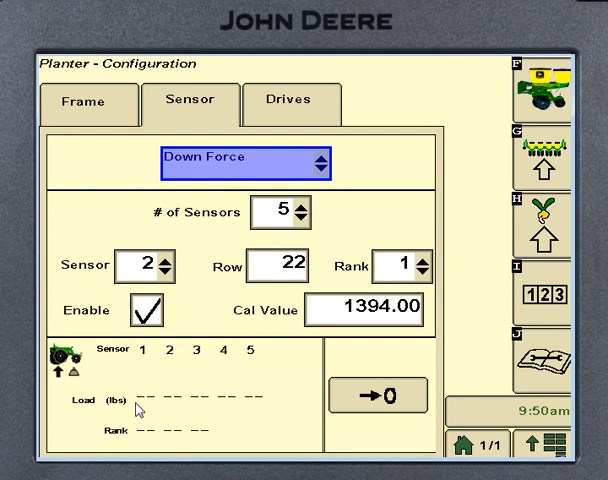 JOHN DEERE
Planter - Configuration
Frame
Sensor
Drives
Down Force
# of Sensors 5
Sensor 2 Row 22 Rank 1
Enable Cal Value 1394.00
Sensor 1 2 3 4 5
Load (lbs) -- -- -- -- --
Rank -- -- --
→0
F
G
H
I
123
J
9:50am
1/1